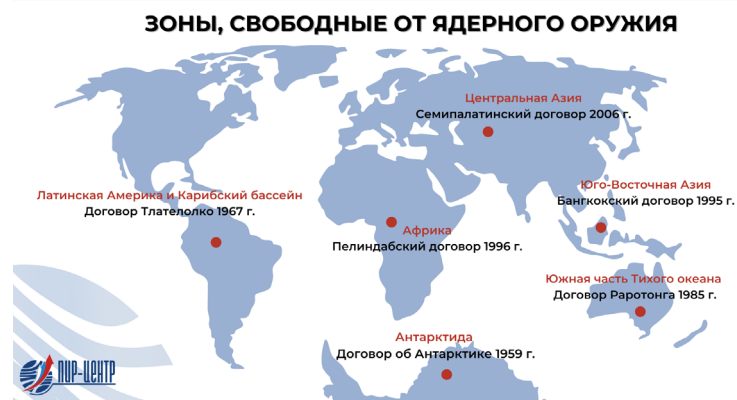 ЗОНЫ, СВОБОДНЫЕ ОТ ЯДЕРНОГО ОРУЖИЯ
Центральная Азия
Семипалатинский договор 2006 г.
Юго-Восточная Азия
Бангкокский договор 1995 г.
Латинская Америка и Карибский бассейн
Договор Тлателолко 1967 г.
Африка
Пелиндабский договор 1996 г.
Южная часть Тихого океана
Договор Раротонга 1985 г.
Антарктида
Договор об Антарктике 1959 г.
ПИР-ЦЕНТР